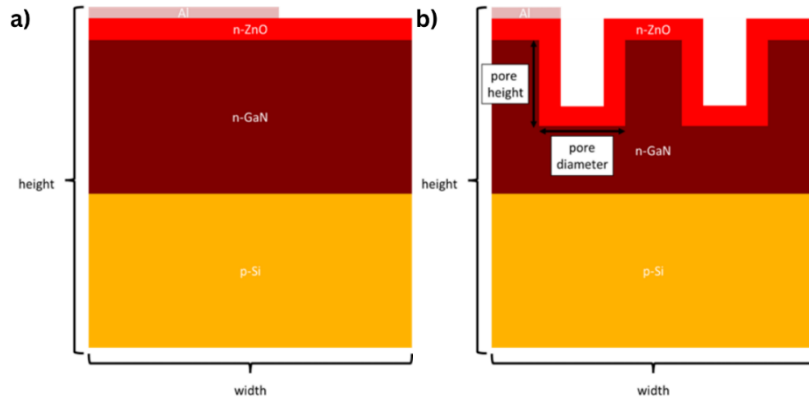 a)
Al
n-ZnO
n-GaN
height
p-Si
width
b)
Al
n-ZnO
pore
height
pore
diameter
n-GaN
height
p-Si
width